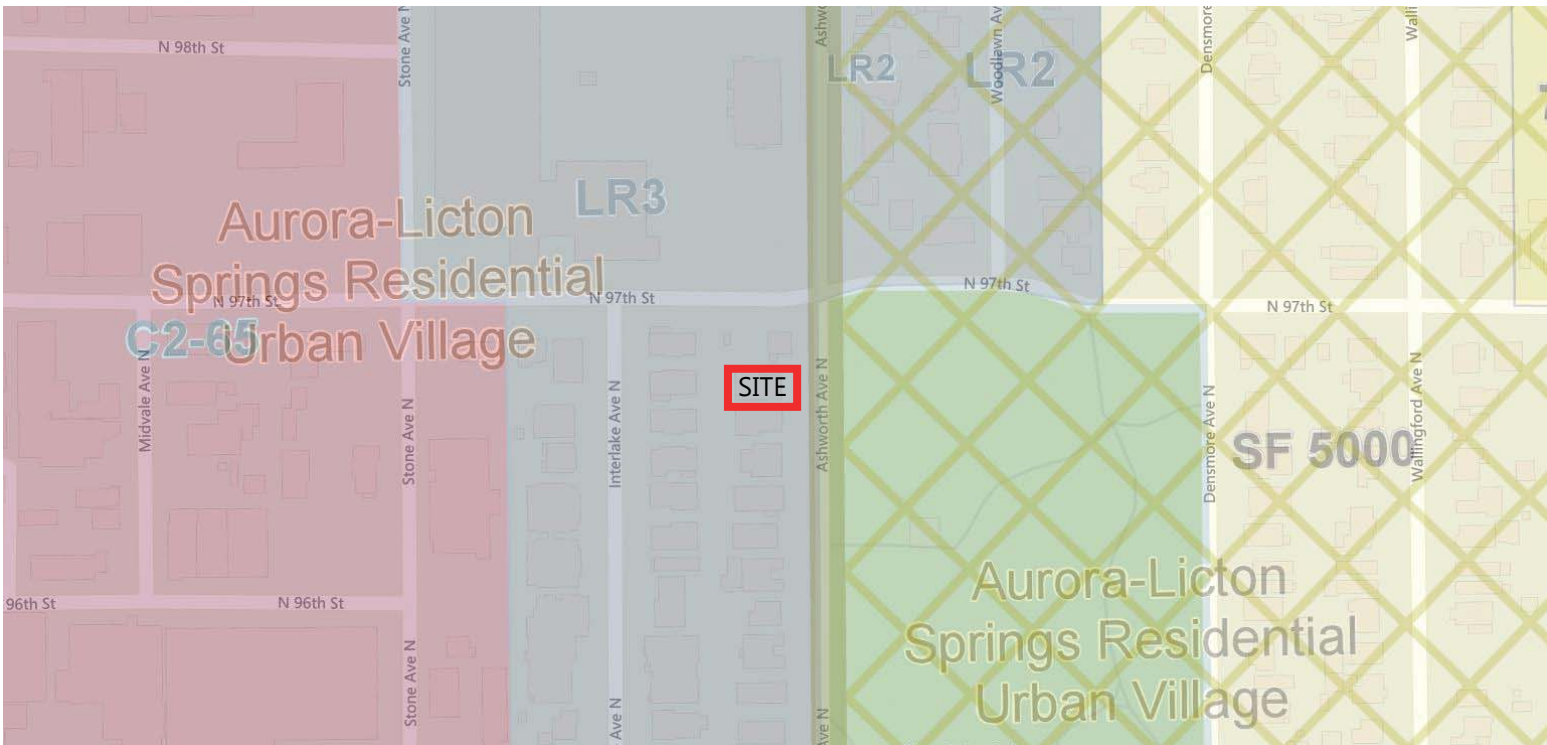 N 98th St
Stone Ave N
LR2
LR2
Densmore
LR3
Aurora-Licton
Springs Residential
Urban Village
N 97th St
N 97th St
N 97th St
N 97th St
C2-65
SITE
Midvale Ave N
Stone Ave N
Interlake Ave N
Ashworth Ave N
Densmore Ave N
Wallingford Ave N
SF 5000
96th St
N 96th St
Aurora-Licton
Springs Residential
Urban Village
Stone Ave N
Ave N
Ave N